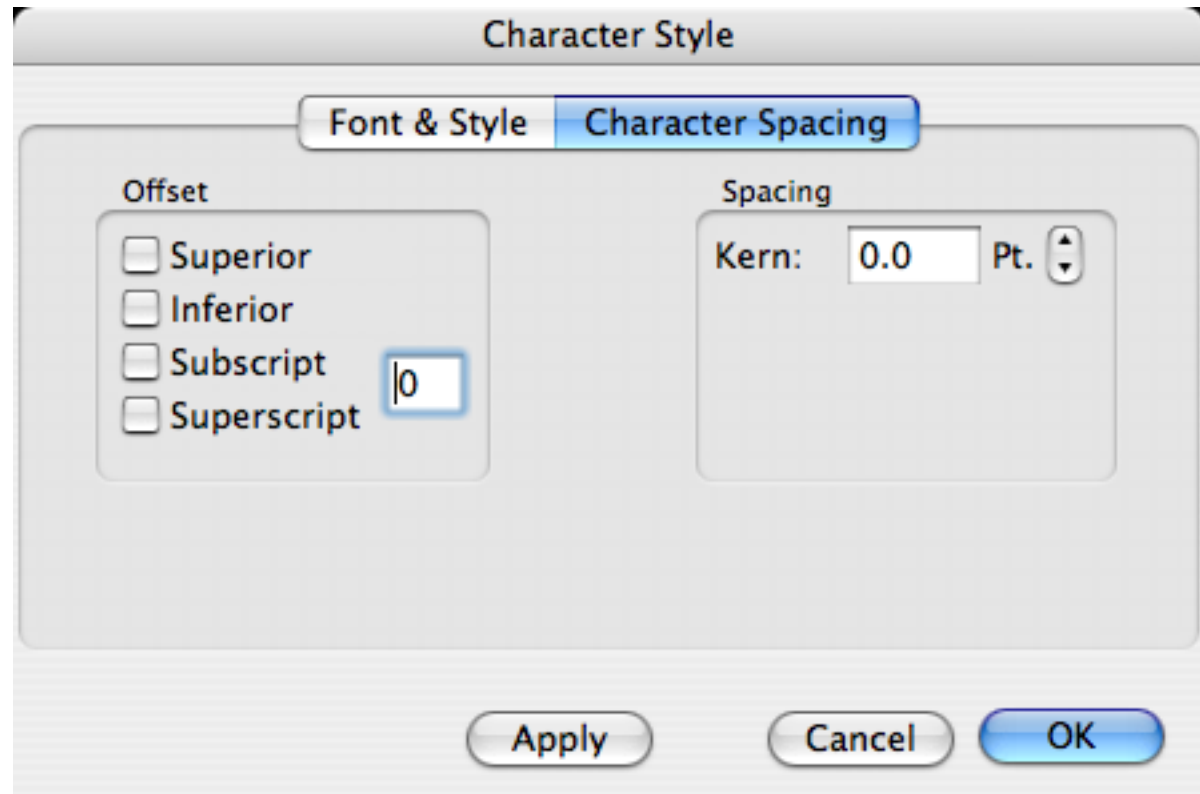 Character Style
Font & Style
Character Spacing
Offset
Superior
Inferior
Subscript
Superscript
0
Spacing
Kern: 0.0 Pt.
Apply
Cancel
OK